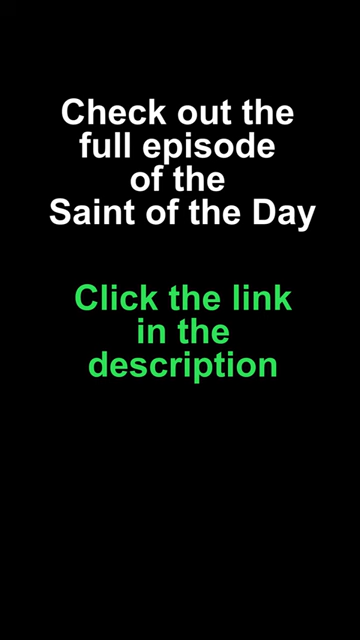 Check out the
full episode
of the
Saint of the Day
Click the link
in the
description